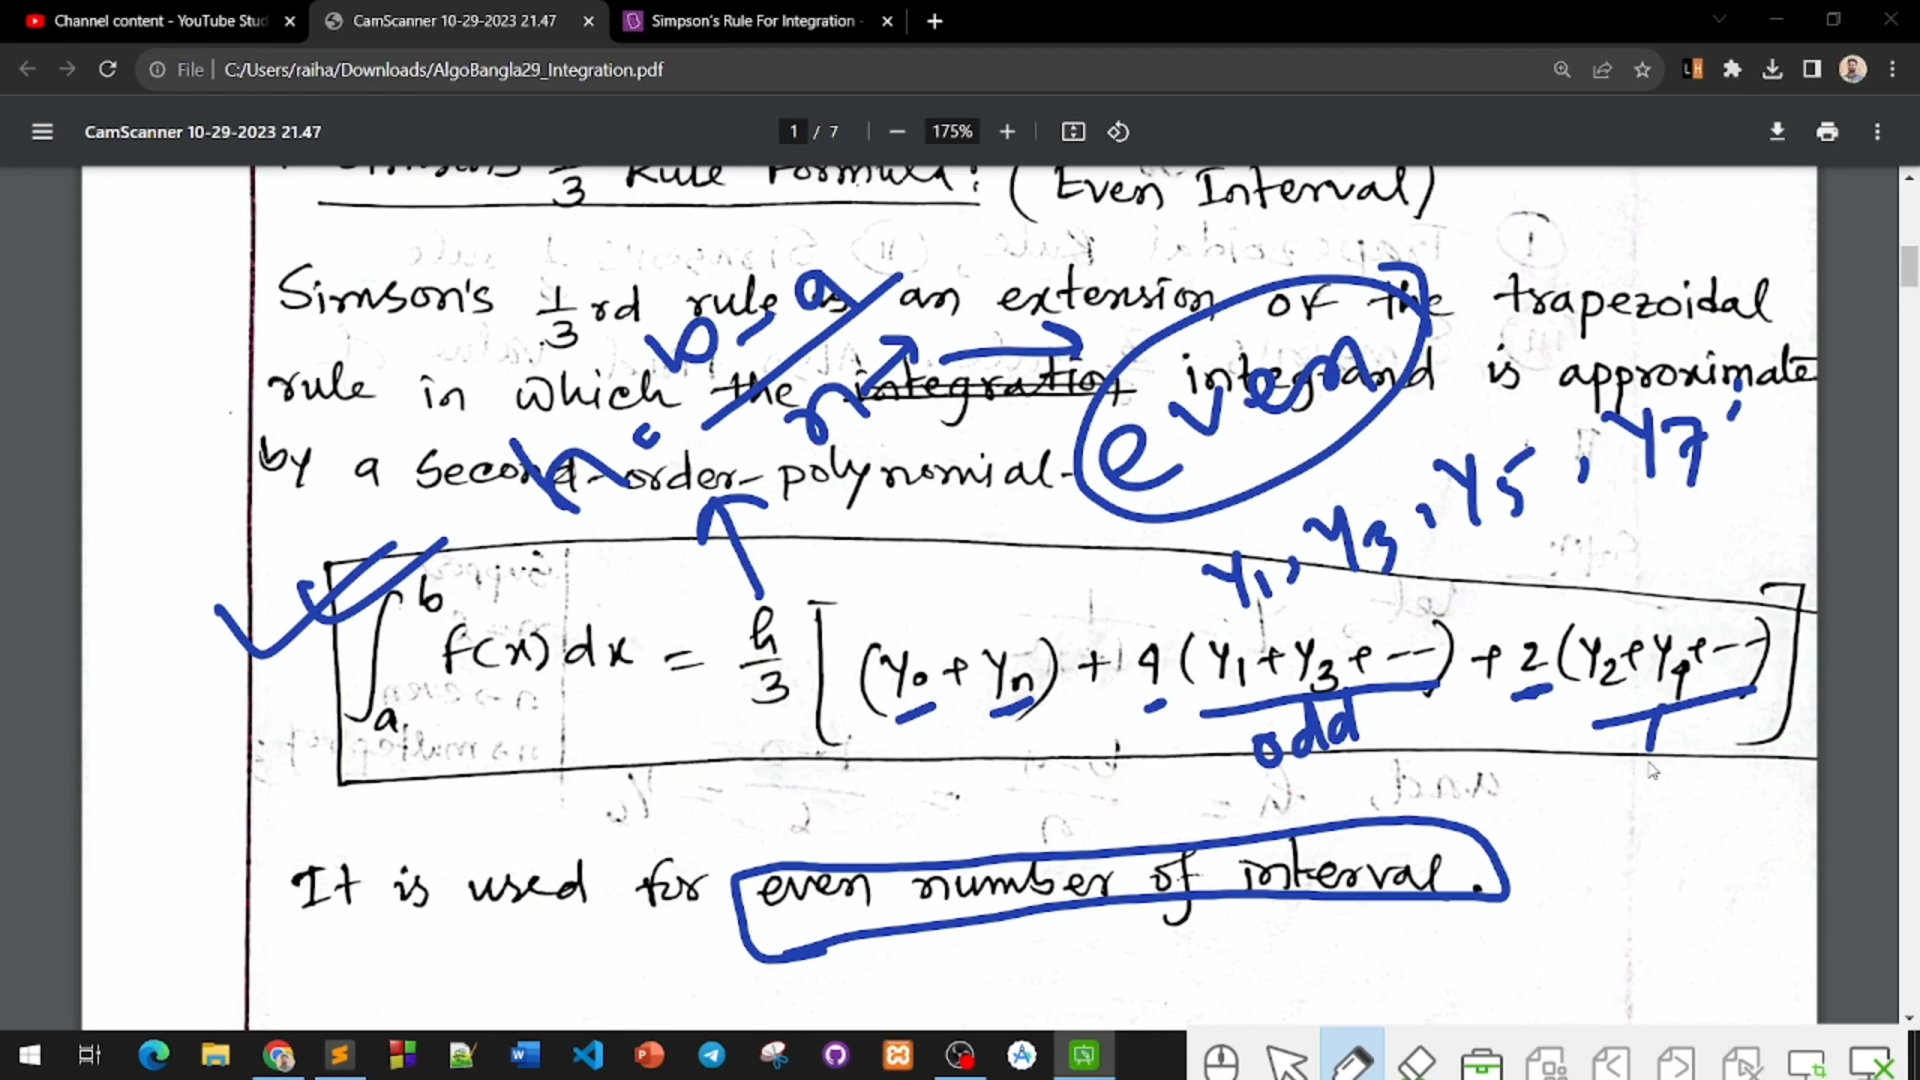 Channel content - YouTube Stud
CamScanner 10-29-2023 21.47
Simpson's Rule For Integration -
File
C:/Users/raiha/Downloads/AlgoBangla29_Integration.pdf
CamScanner 10-29-2023 21.47
1 / 7
175%
1/3 Rule Formula: (Even Interval)
Simson's 1/3 rd rule is an extension of the trapezoidal
rule in which the integration integrand is approximate
by a second-order-polynomial-
h = b - a / n → even
Y1, Y3, Y5, Y7,
∫ₐᵇ f(x) dx = h/3 [(Y0 + Yn) + 4 (Y1 + Y3 + ---) + 2 (Y2 + Y4 + ---)]
odd
It is used for even number of interval.